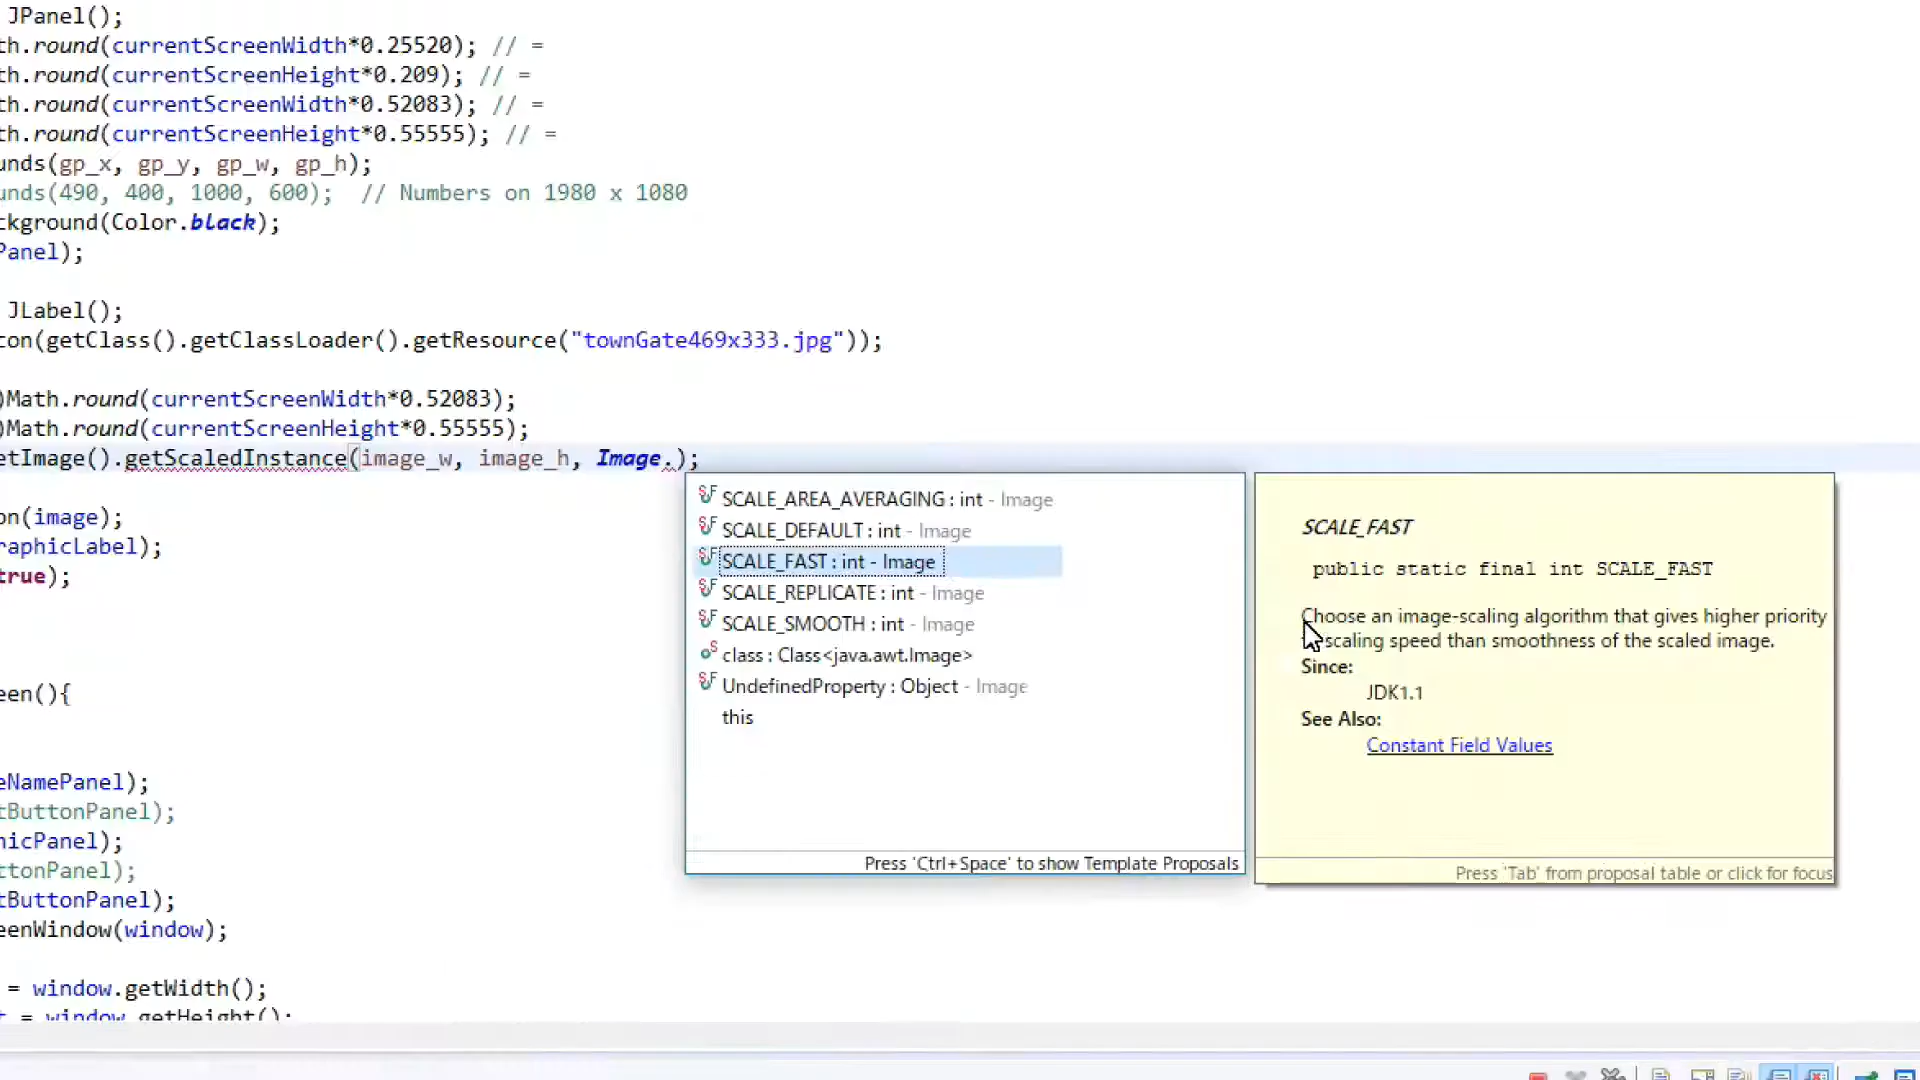 JPanel();
th.round(currentScreenWidth*0.25520); // =
th.round(currentScreenHeight*0.209); // =
th.round(currentScreenWidth*0.52083); // =
th.round(currentScreenHeight*0.55555); // =
unds(gp_x, gp_y, gp_w, gp_h);
unds(490, 400, 1000, 600); // Numbers on 1980 x 1080
ckground(Color.black);
Panel);
JLabel();
con(getClass().getClassLoader().getResource("townGate469x333.jpg"));
)Math.round(currentScreenWidth*0.52083);
)Math.round(currentScreenHeight*0.55555);
etImage().getScaledInstance(image_w, image_h, Image.);
on(image);
raphicLabel);
true);
een(){
eNamePanel);
tButtonPanel);
hicPanel);
ttonPanel);
tButtonPanel);
eenWindow(window);
= window.getWidth();
t = window.getHeight();
SCALE_AREA_AVERAGING : int - Image
SCALE_DEFAULT : int - Image
SCALE_FAST : int - Image
SCALE_REPLICATE : int - Image
SCALE_SMOOTH : int - Image
class : Class<java.awt.Image>
UndefinedProperty : Object - Image
this
Press 'Ctrl+Space' to show Template Proposals
SCALE_FAST
public static final int SCALE_FAST
Choose an image-scaling algorithm that gives higher priority
scaling speed than smoothness of the scaled image.
Since:
JDK1.1
See Also:
Constant Field Values
Press 'Tab' from proposal table or click for focus